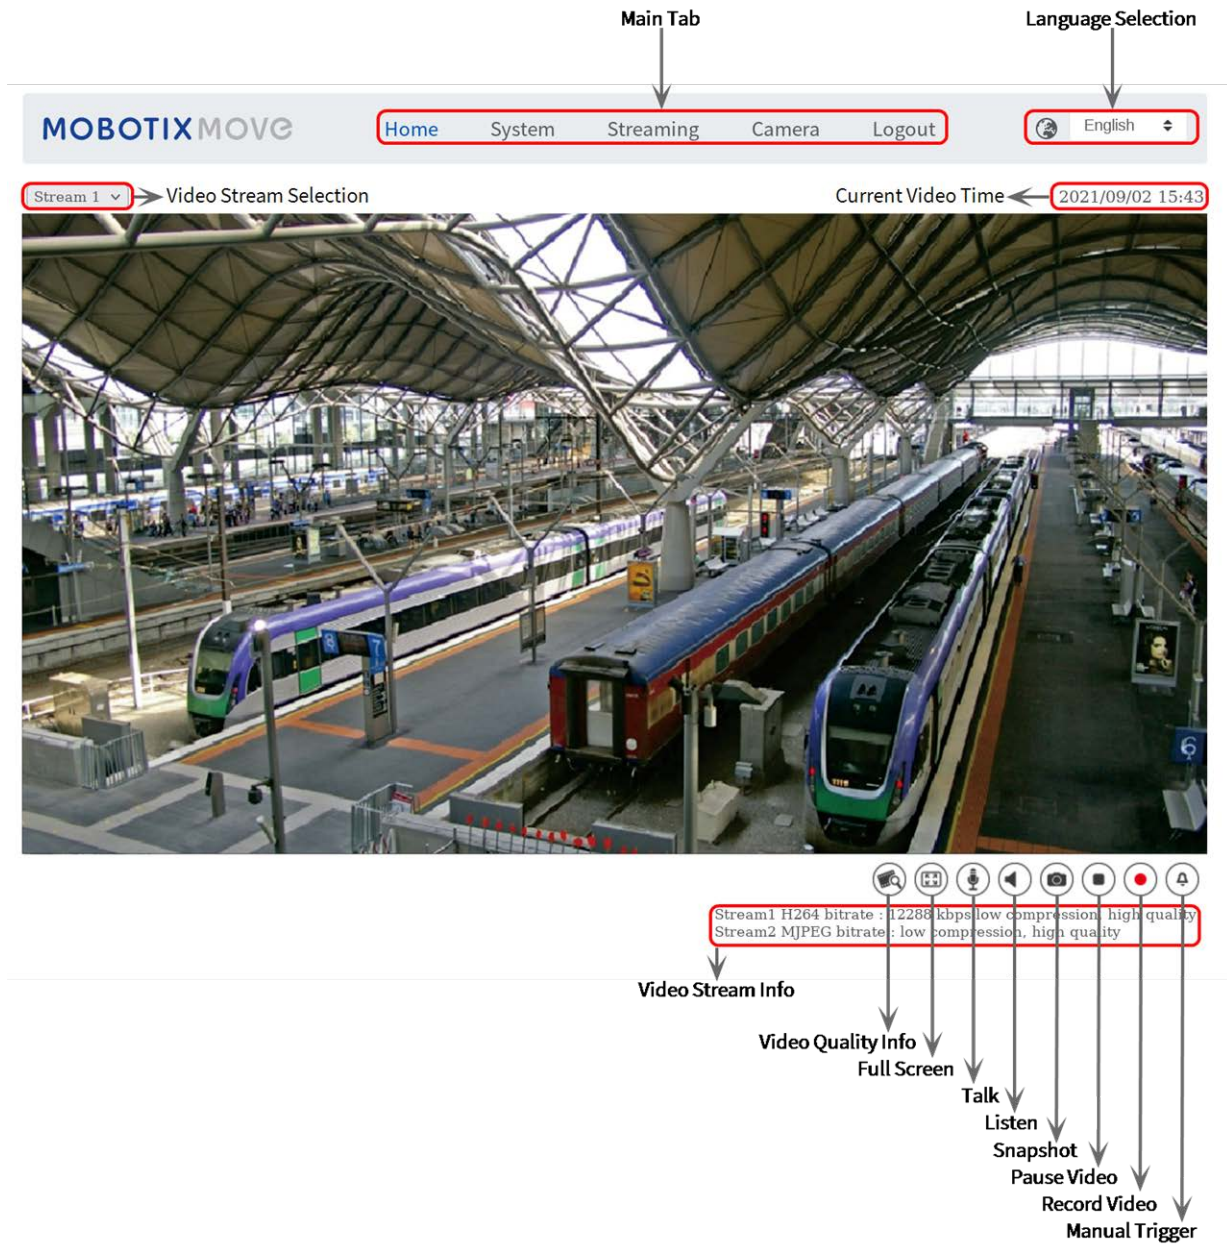 Main Tab
Language Selection
MOBOTIX MOVE
Home System Streaming Camera Logout
English
Stream 1
Video Stream Selection
Current Video Time
2021/09/02 15:43
8
7
6
Stream1 H264 bitrate : 12288 kbps low compression, high quality
Stream2 MJPEG bitrate : low compression, high quality
Video Stream Info
Video Quality Info
Full Screen
Talk
Listen
Snapshot
Pause Video
Record Video
Manual Trigger